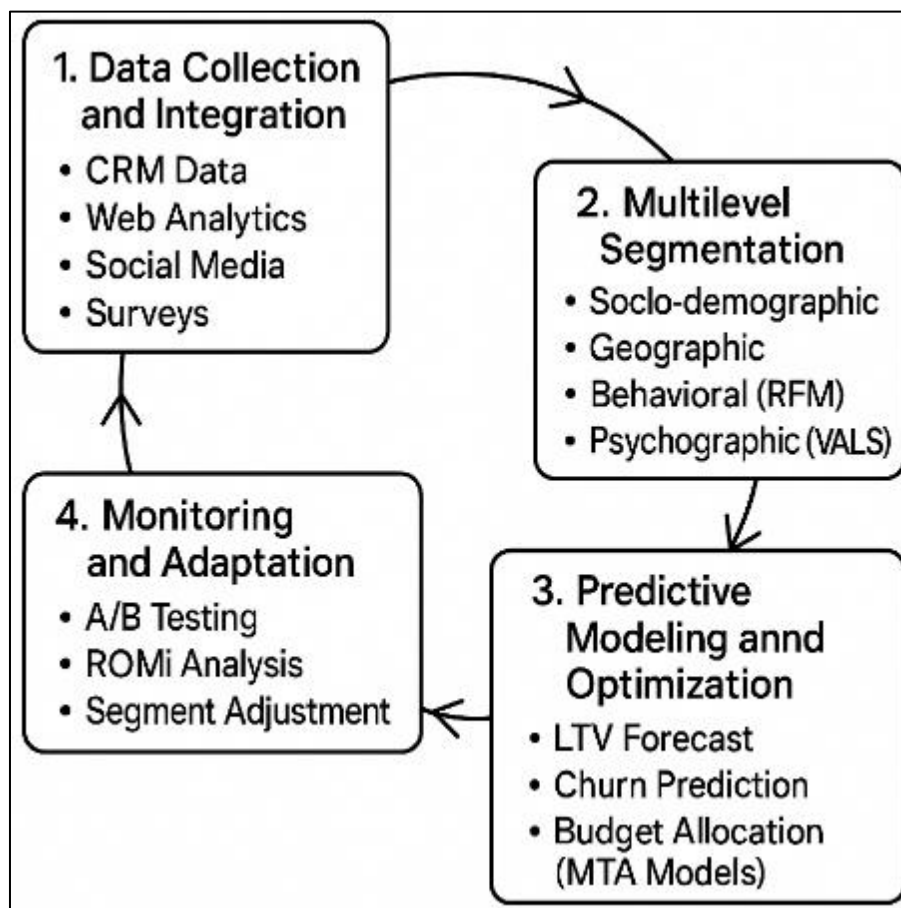 1. Data Collection
and Integration
• CRM Data
• Web Analytics
• Social Media
• Surveys
2. Multilevel
Segmentation
• Soclo-demographic
• Geographic
• Behavioral (RFM)
• Psychographic (VALS)
3. Predictive
Modeling annd
Optimization
• LTV Forecast
• Churn Prediction
• Budget Allocation
(MTA Models)
4. Monitoring
and Adaptation
• A/B Testing
• ROMi Analysis
• Segment Adjustment